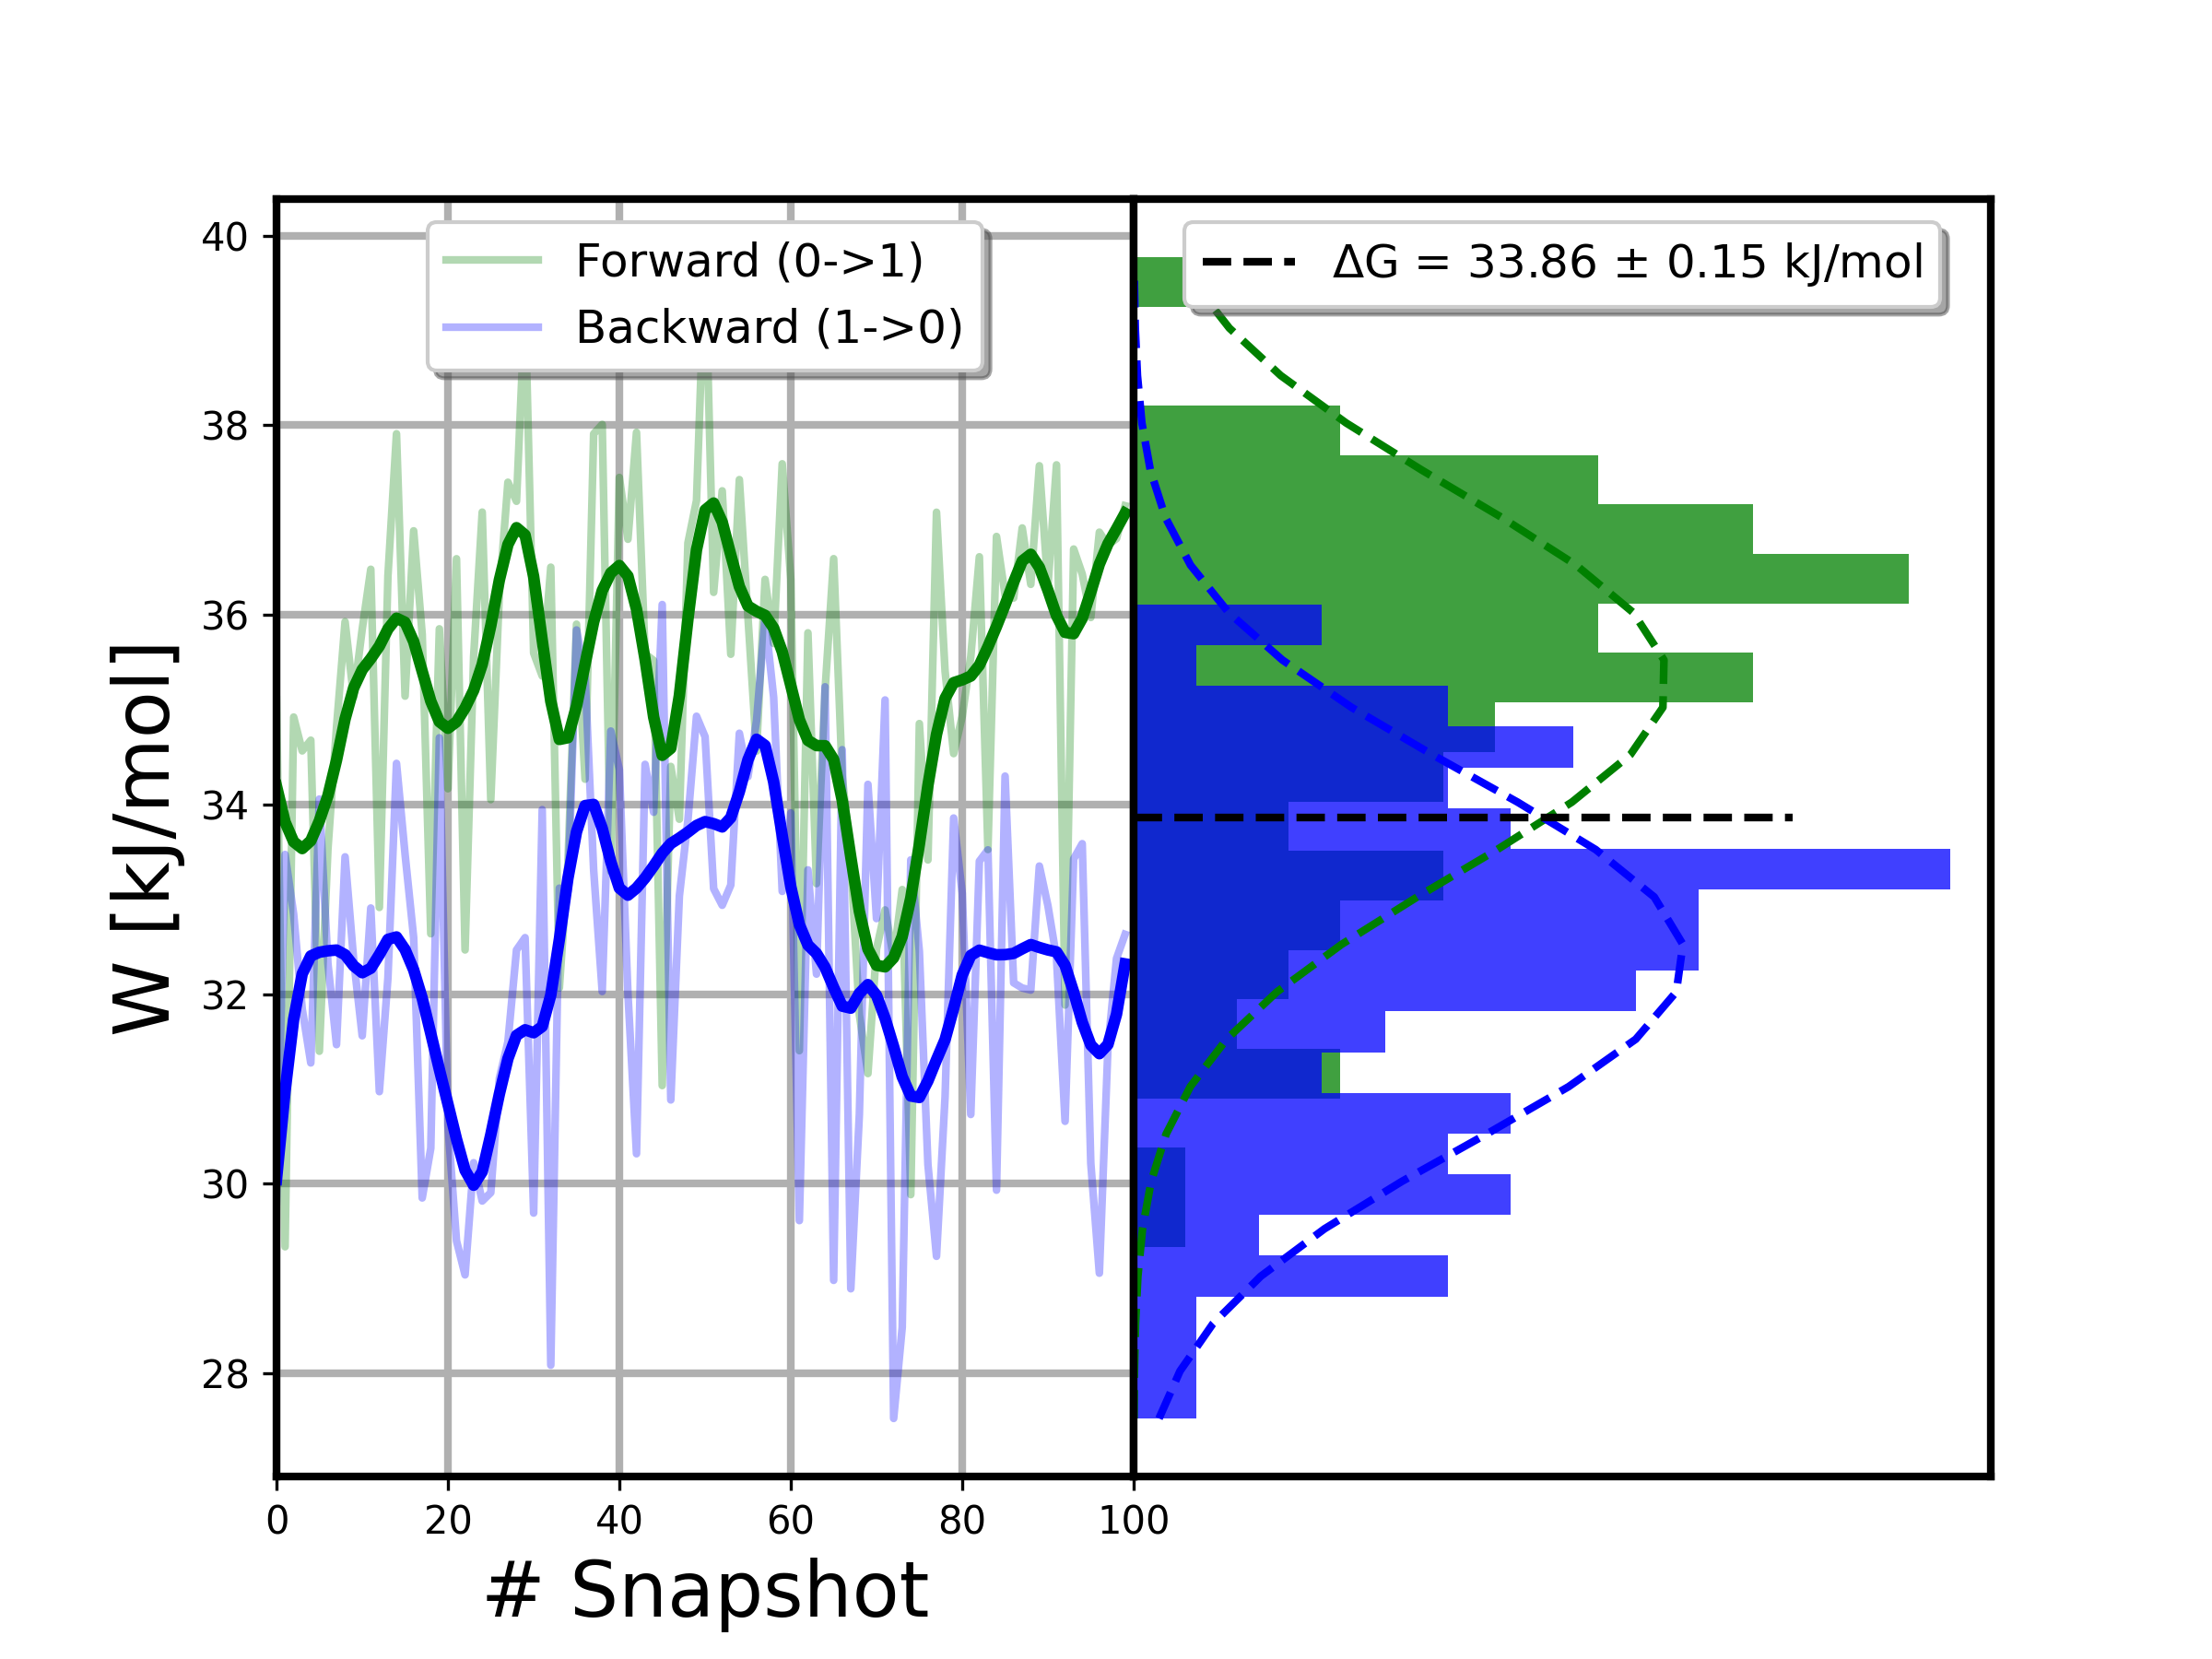 Forward (0->1)
Backward (1->0)
ΔG = 33.86 ± 0.15 kJ/mol
W [kJ/mol]
40
38
36
34
32
30
28
0 20 40 60 80 100
# Snapshot